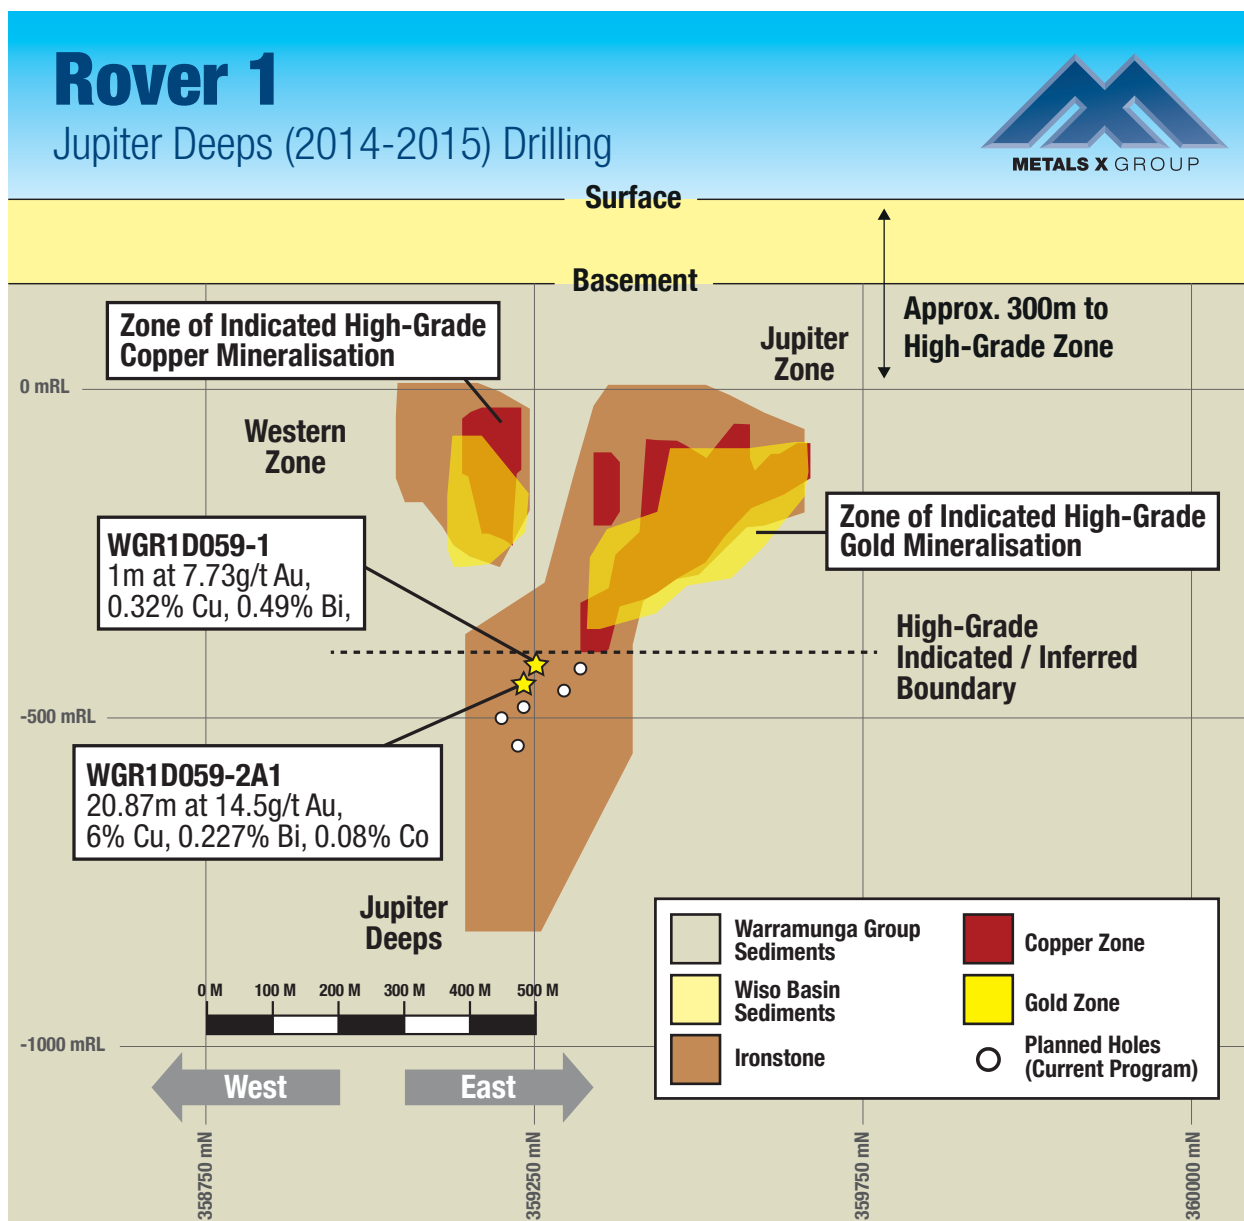 Rover 1
Jupiter Deeps (2014-2015) Drilling
METALS X GROUP
Surface
Basement
Approx. 300m to
High-Grade Zone
Zone of Indicated High-Grade
Copper Mineralisation
Jupiter
Zone
0 mRL
Western
Zone
Zone of Indicated High-Grade
Gold Mineralisation
WGR1D059-1
1m at 7.73g/t Au,
0.32% Cu, 0.49% Bi,
High-Grade
Indicated / Inferred
Boundary
-500 mRL
WGR1D059-2A1
20.87m at 14.5g/t Au,
6% Cu, 0.227% Bi, 0.08% Co
Jupiter
Deeps
0 M 100 M 200 M 300 M 400 M 500 M
-1000 mRL
West
East
Warramunga Group
Sediments
Wiso Basin
Sediments
Ironstone
Copper Zone
Gold Zone
Planned Holes
(Current Program)
358750 mN
359250 mN
359750 mN
360000 mN